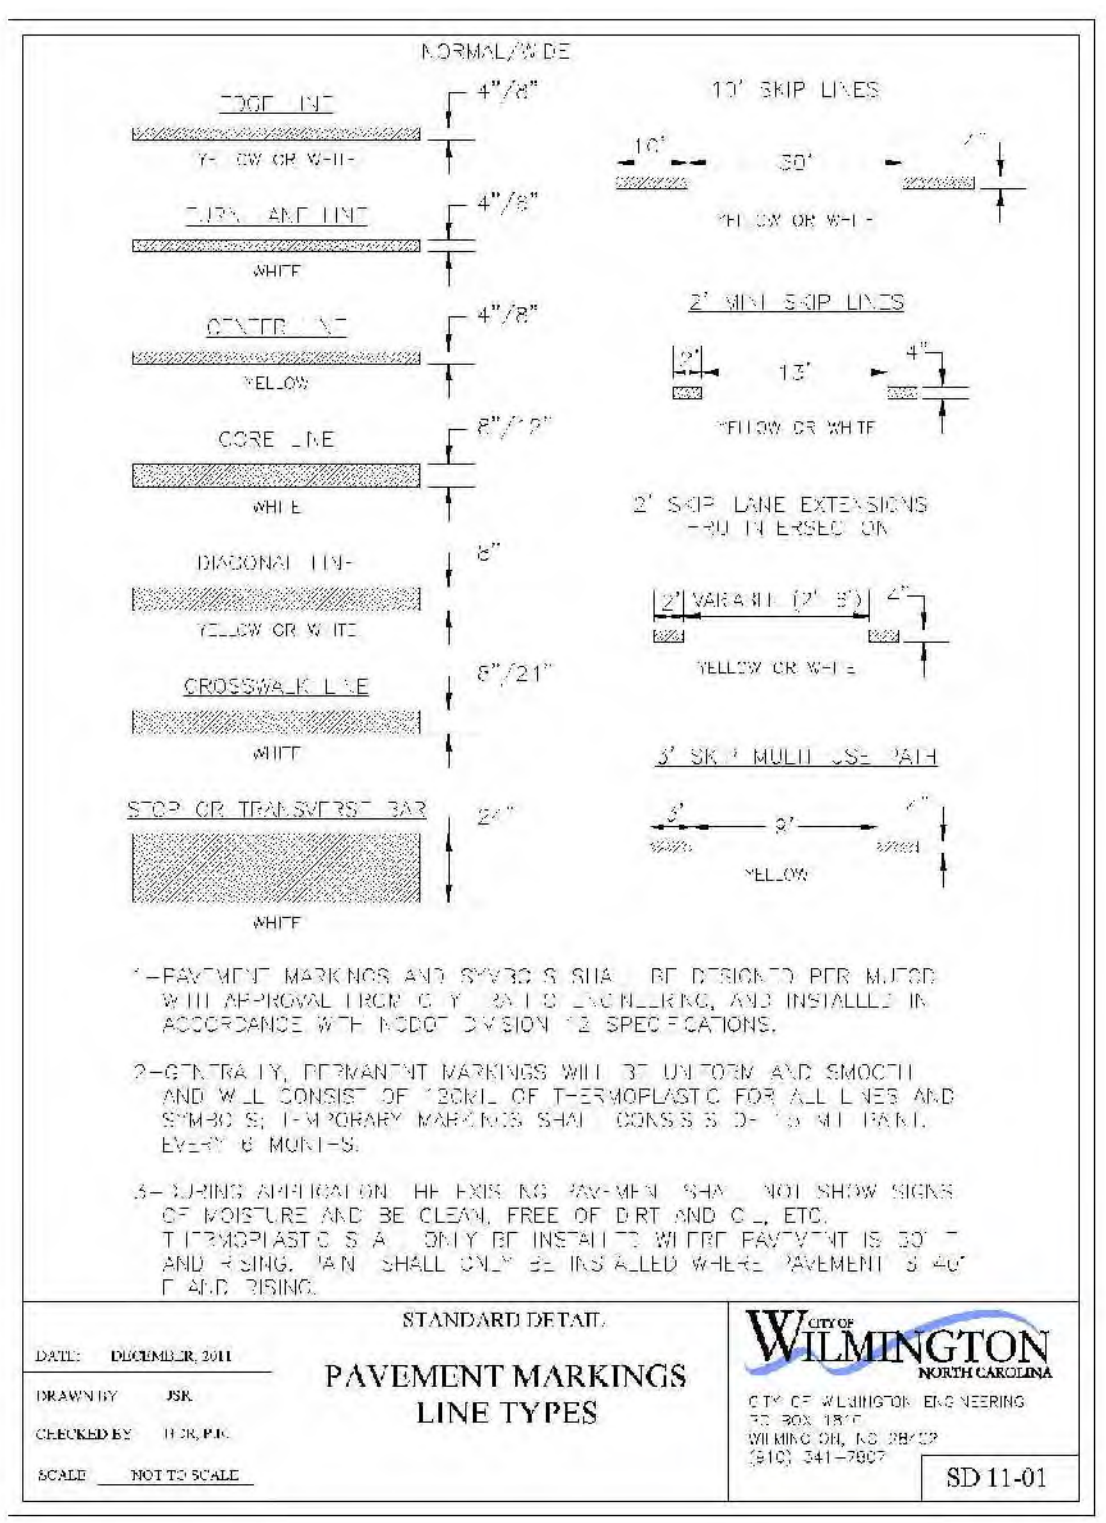 NORMAL/WIDE
EDGE LINE
4"/8"
YELLOW OR WHITE
TURN LANE LINE
4"/8"
WHITE
CENTER LINE
4"/8"
YELLOW
GORE LINE
8"/12"
WHITE
DIAGONAL LINE
8"
YELLOW OR WHITE
CROSSWALK LINE
8"/24"
WHITE
STOP OR TRANSVERSE BAR
24"
WHITE
10' SKIP LINES
10'
30'
4"
YELLOW OR WHITE
2' MINI SKIP LINES
2'
13'
4"
YELLOW OR WHITE
2' SKIP LANE EXTENSIONS
THRU INTERSECTION
2'
VARIABLE (2'-6')
4"
YELLOW OR WHITE
3' SKIP MULTI USE PATH
3'
9'
4"
YELLOW
1-PAVEMENT MARKINGS AND SYMBOLS SHALL BE DESIGNED PER MUTCD
WITH APPROVAL FROM CITY TRAFFIC ENGINEERING, AND INSTALLED IN
ACCORDANCE WITH NCDOT DIVISION 12 SPECIFICATIONS.
2-GENERALLY, PERMANENT MARKINGS WILL BE UNIFORM AND SMOOTH
AND WILL CONSIST OF 120MIL OF THERMOPLASTIC FOR ALL LINES AND
SYMBOLS; TEMPORARY MARKINGS SHALL CONSISTS OF 15 MIL PAINT
EVERY 6 MONTHS.
3-DURING APPLICATION THE EXISTING PAVEMENT SHALL NOT SHOW SIGNS
OF MOISTURE AND BE CLEAN, FREE OF DIRT AND OIL, ETC.
THERMOPLASTIC SHALL ONLY BE INSTALLED WHERE PAVEMENT IS 50° F
AND RISING. PAINT SHALL ONLY BE INSTALLED WHERE PAVEMENT IS 40°
F AND RISING.
STANDARD DETAIL
PAVEMENT MARKINGS
LINE TYPES
DATE: DECEMBER, 2011
DRAWN BY JSR
CHECKED BY
SCALE NOT TO SCALE
CITY OF
WILMINGTON
NORTH CAROLINA
CITY OF WILMINGTON ENGINEERING
PO BOX 1810
WILMINGTON, NC 28402
(910) 341-7807
SD 11-01